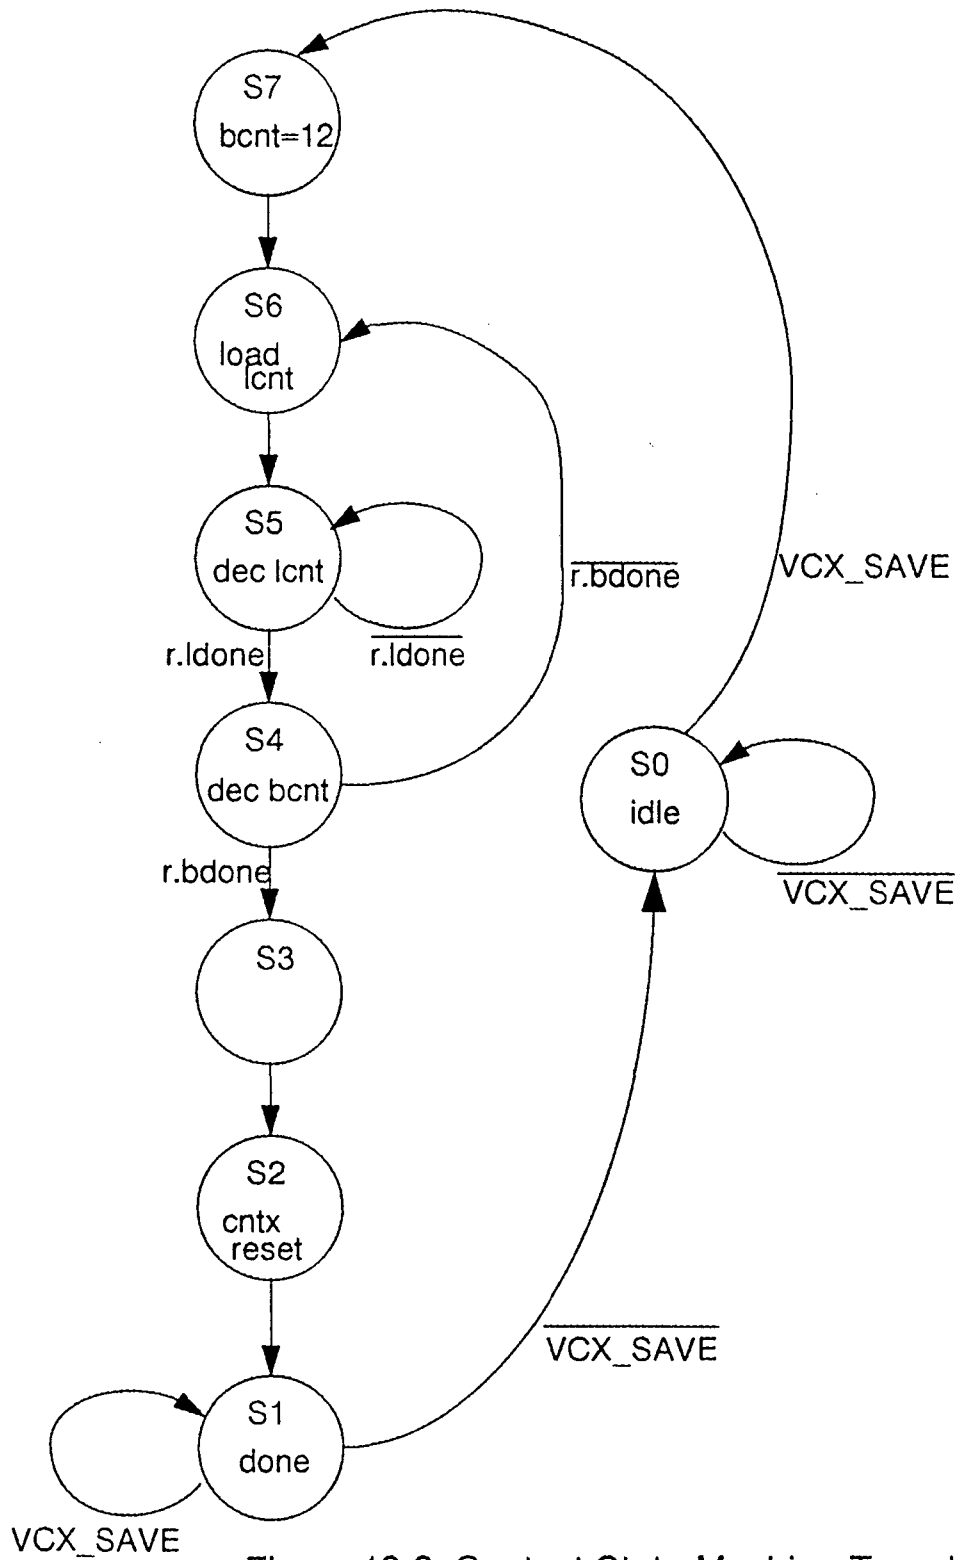 S7
bcnt=12
S6
load
lcnt
S5
dec lcnt
r.bdone
VCX_SAVE
r.ldone
r.ldone
S4
dec bcnt
S0
idle
r.bdone
VCX_SAVE
S3
S2
cntx
reset
VCX_SAVE
S1
done
VCX_SAVE